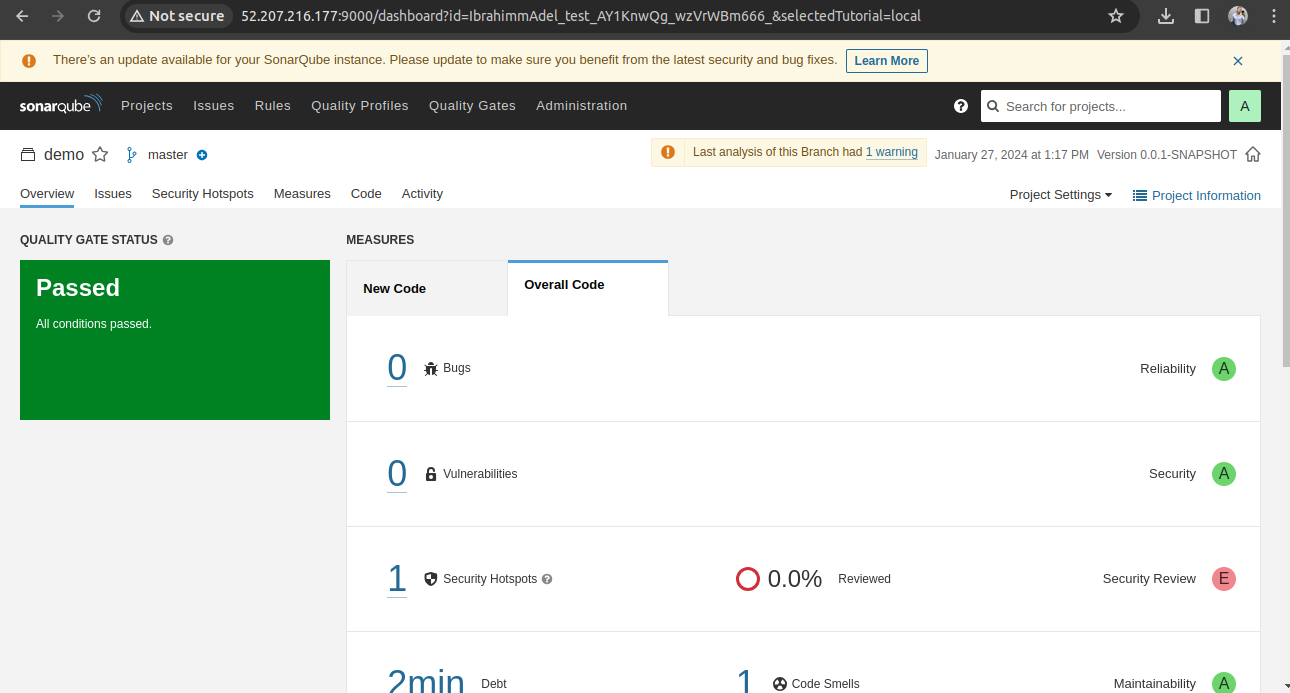 Not secure 52.207.216.177:9000/dashboard?id=IbrahimmAdel_test_AY1KnwQg_wzVrWBm666_&selectedTutorial=local
There's an update available for your SonarQube instance. Please update to make sure you benefit from the latest security and bug fixes. Learn More
sonarqube Projects Issues Rules Quality Profiles Quality Gates Administration ? Search for projects... A
demo master Last analysis of this Branch had 1 warning January 27, 2024 at 1:17 PM Version 0.0.1-SNAPSHOT
Overview Issues Security Hotspots Measures Code Activity Project Settings Project Information
QUALITY GATE STATUS ? MEASURES
Passed
All conditions passed.
New Code Overall Code
0 Bugs Reliability A
0 Vulnerabilities Security A
1 Security Hotspots ? 0.0% Reviewed Security Review E
2min Debt 1 Code Smells Maintainability A